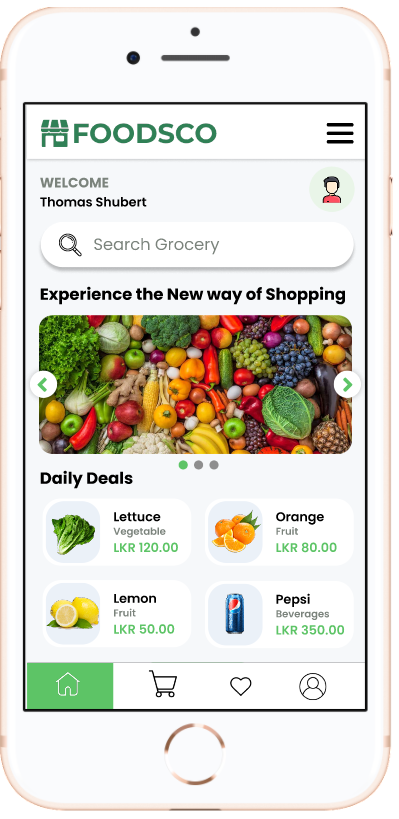 FOODSCO
WELCOME
Thomas Shubert
Search Grocery
Experience the New way of Shopping
Daily Deals
Lettuce
Vegetable
LKR 120.00
Orange
Fruit
LKR 80.00
Lemon
Fruit
LKR 50.00
Pepsi
Beverages
LKR 350.00